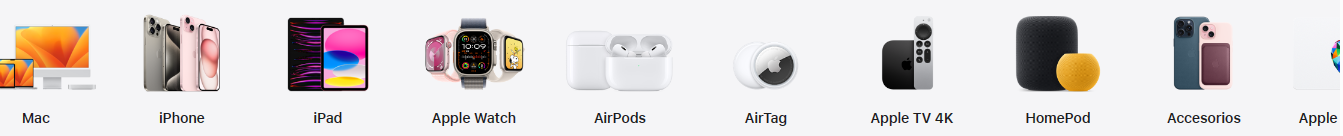 Mac
iPhone
iPad
Apple Watch
AirPods
AirTag
Apple TV 4K
HomePod
Accesorios
Apple